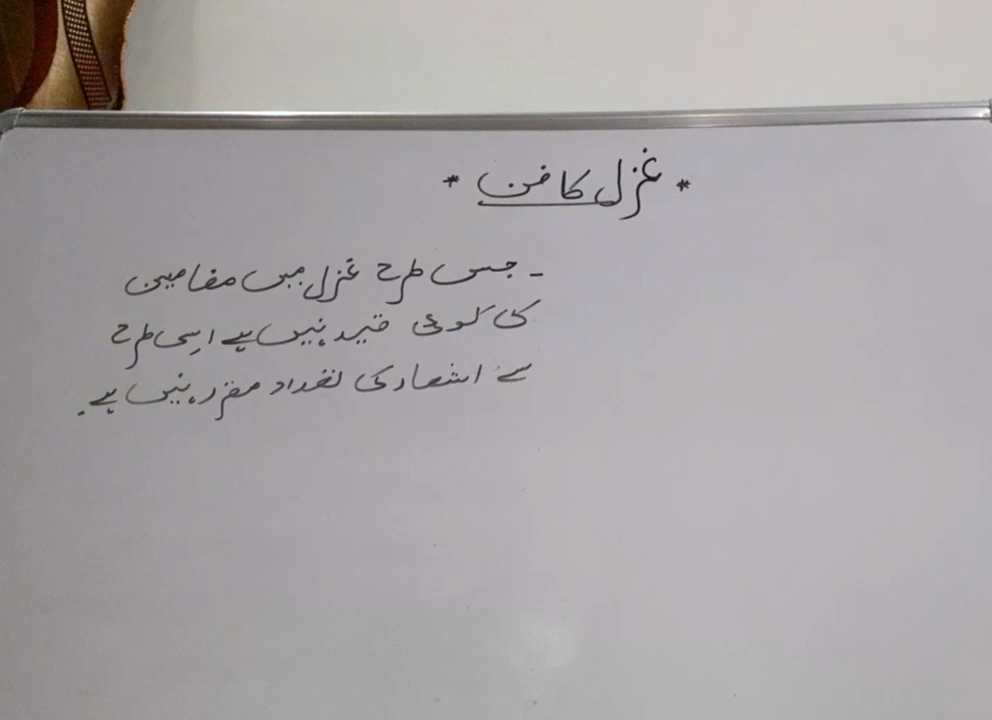 * غزل کا فن *
- جس طرح غزل میں مضامین
کی کوئی قید نہیں ہے اسی طرح
سے اشعار کی تعداد مقرر نہیں ہے.